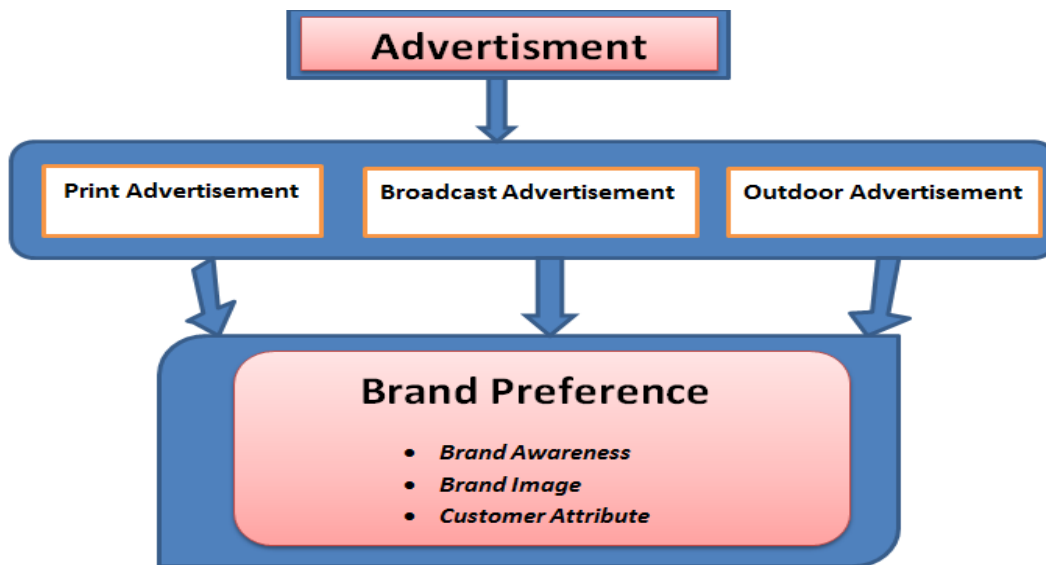 Advertisment
Print Advertisement
Broadcast Advertisement
Outdoor Advertisement
Brand Preference
• Brand Awareness
• Brand Image
• Customer Attribute